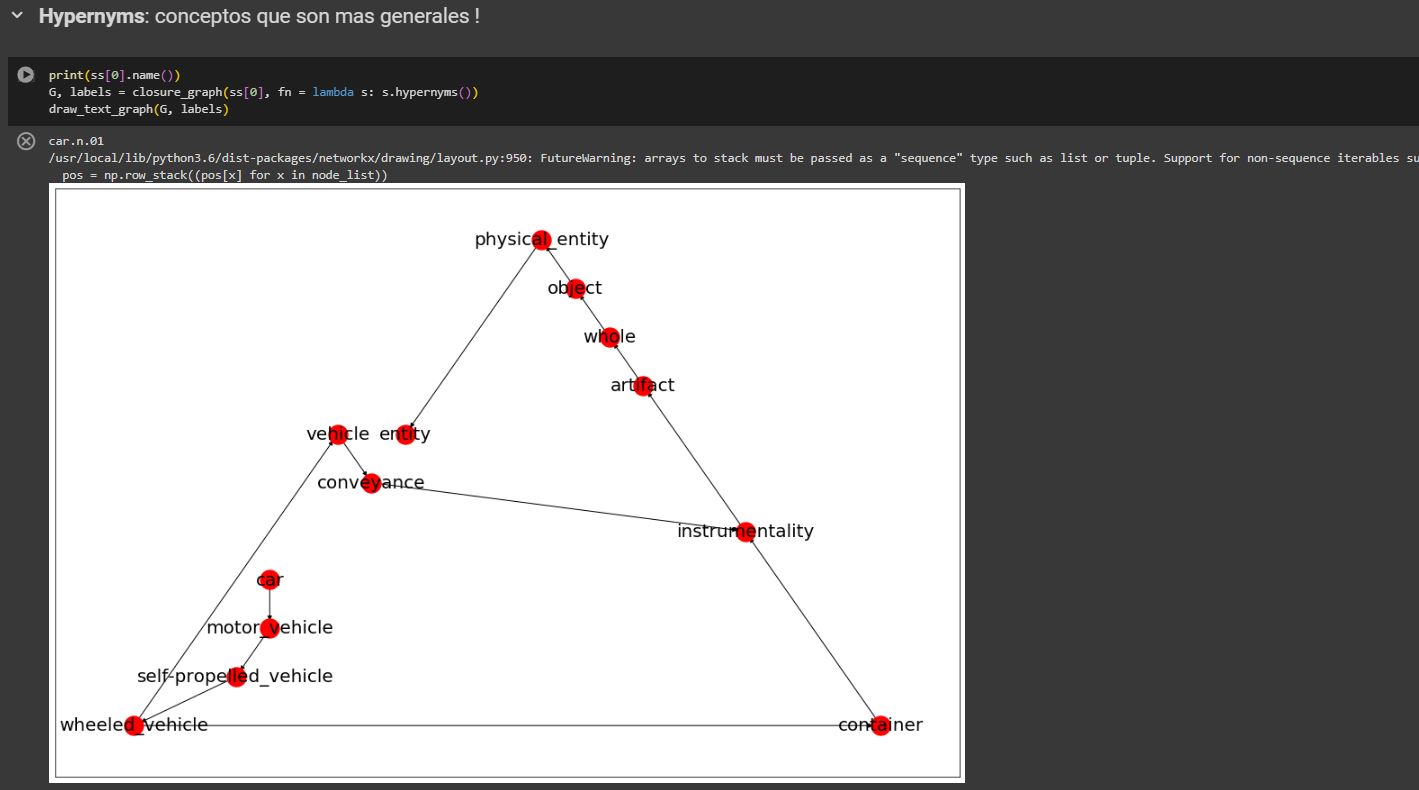 Hypernyms: conceptos que son mas generales !
print(ss[0].name())
G, labels = closure_graph(ss[0], fn = lambda s: s.hypernyms())
draw_text_graph(G, labels)
car.n.01
/usr/local/lib/python3.6/dist-packages/networkx/drawing/layout.py:950: FutureWarning: arrays to stack must be passed as a "sequence" type such as list or tuple. Support for non-sequence iterables su
pos = np.row_stack((pos[x] for x in node_list))
physical_entity
object
whole
artifact
vehicle entity
conveyance
instrumentality
car
motor_vehicle
self-propelled_vehicle
wheeled_vehicle container